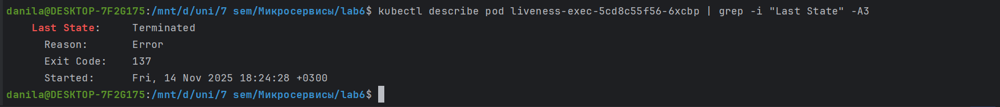 danila@DESKTOP-7F2G175:/mnt/d/uni/7 sem/Микросервисы/lab6$ kubectl describe pod liveness-exec-5cd8c55f56-6xcbp | grep -i "Last State" -A3
    Last State:     Terminated
      Reason:       Error
      Exit Code:    137
      Started:      Fri, 14 Nov 2025 18:24:28 +0300
danila@DESKTOP-7F2G175:/mnt/d/uni/7 sem/Микросервисы/lab6$